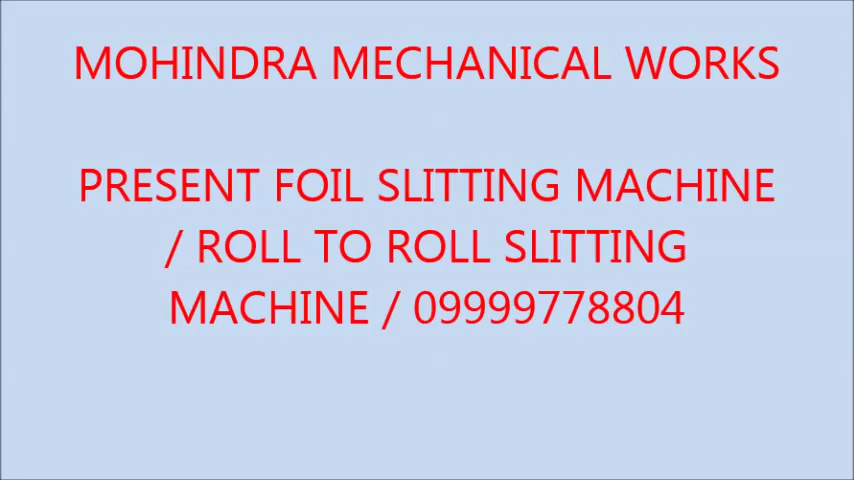 MOHINDRA MECHANICAL WORKS
PRESENT FOIL SLITTING MACHINE
/ ROLL TO ROLL SLITTING
MACHINE / 09999778804